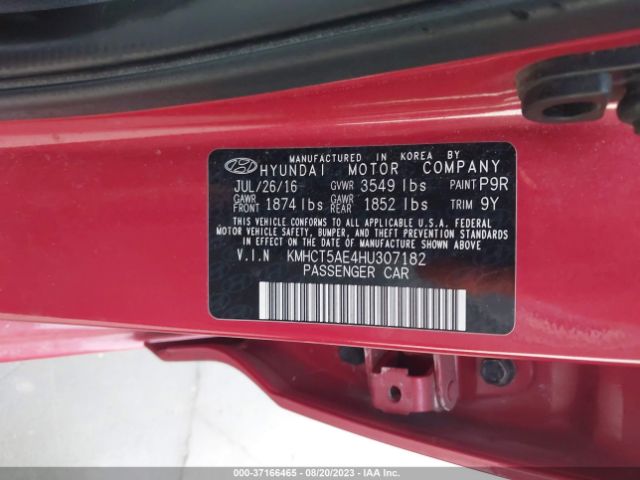 MANUFACTURED IN KOREA BY
HYUNDAI MOTOR COMPANY
JUL/26/16 GVWR 3549 lbs PAINT P9R
GAWR FRONT 1874 lbs GAWR REAR 1852 lbs TRIM 9Y
THIS VEHICLE CONFORMS TO ALL APPLICABLE U.S.A. FEDERAL
MOTOR VEHICLE SAFETY, BUMPER, AND THEFT PREVENTION STANDARDS
IN EFFECT ON THE DATE OF MANUFACTURE SHOWN ABOVE
V.I.N KMHCT5AE4HU307182
PASSENGER CAR
000-37166465 - 08/20/2023 - IAAI.COM